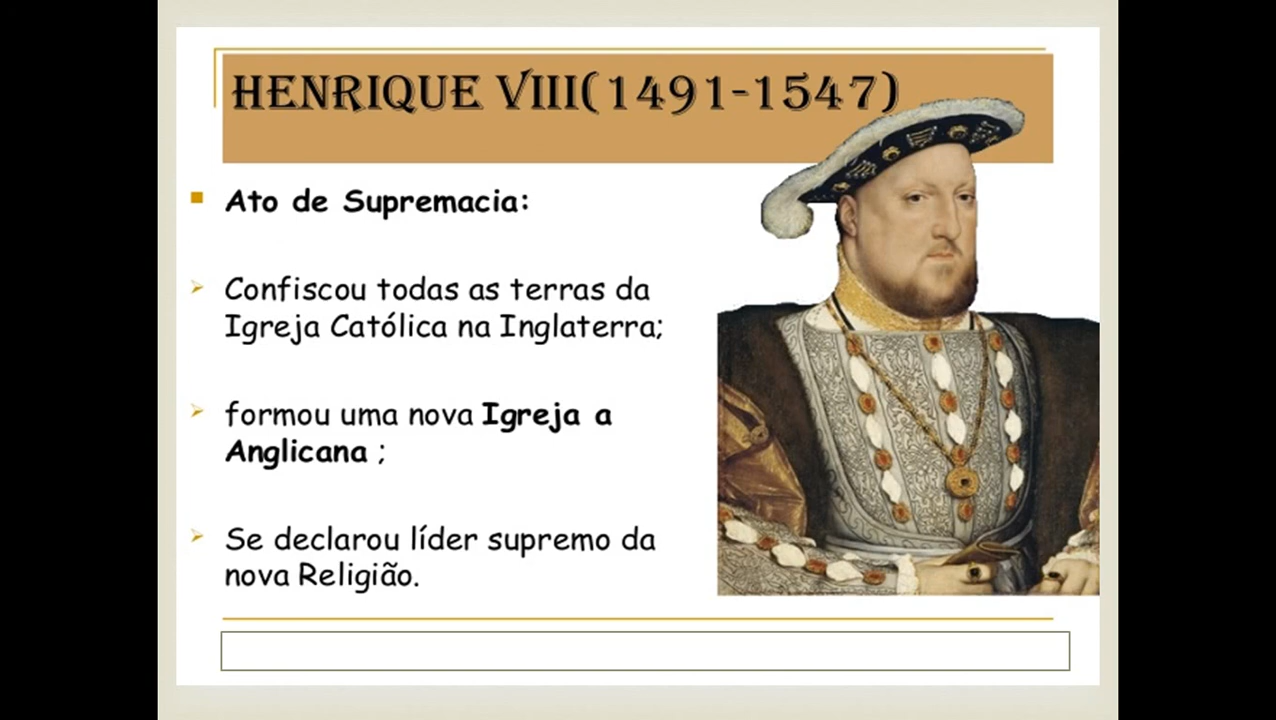 HENRIQUE VIII(1491-1547)
Ato de Supremacia:
Confiscou todas as terras da
Igreja Católica na Inglaterra;
formou uma nova Igreja a
Anglicana ;
Se declarou líder supremo da
nova Religião.